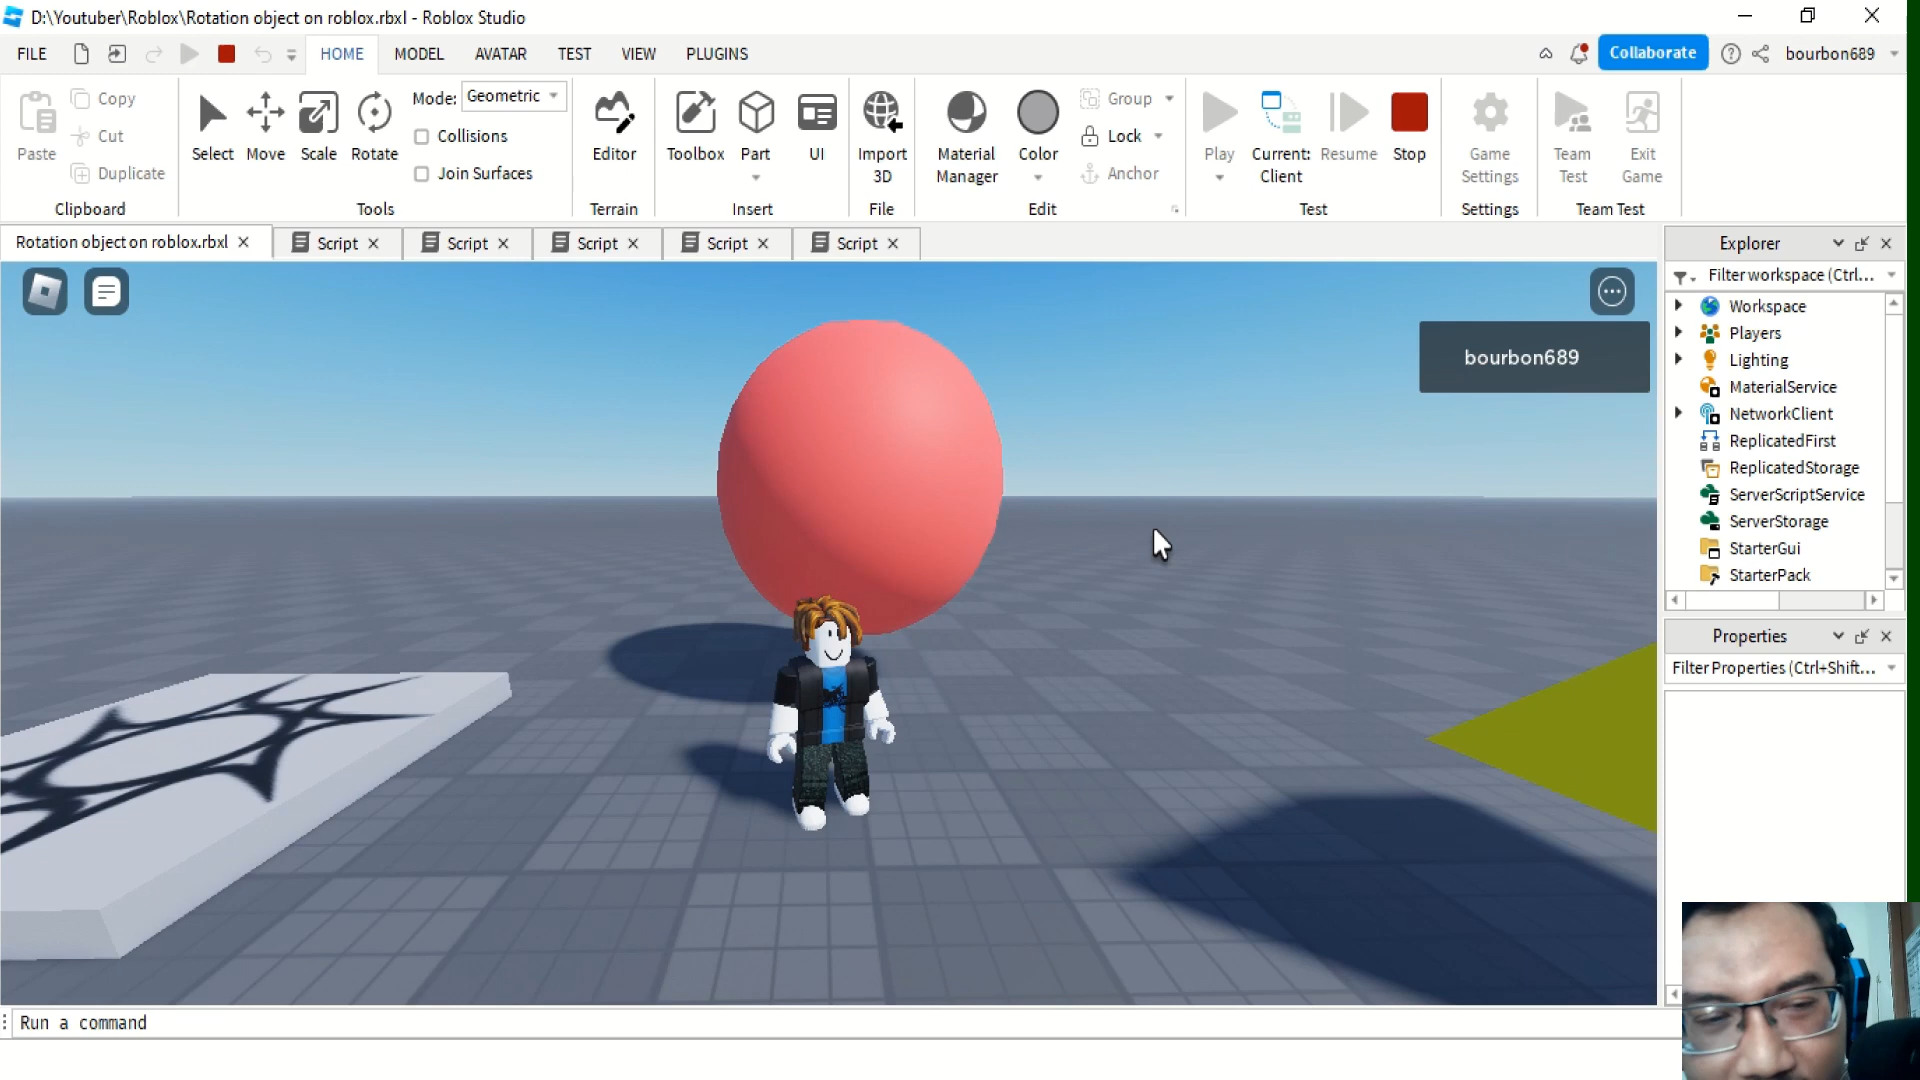 D:\Youtuber\Roblox\Rotation object on roblox.rbxl - Roblox Studio
FILE HOME MODEL AVATAR TEST VIEW PLUGINS Collaborate bourbon689
Paste
Copy
Cut
Duplicate
Clipboard
Select Move Scale Rotate
Mode: Geometric
Collisions
Join Surfaces
Tools
Editor
Terrain
Toolbox Part UI
Insert
Import
3D
File
Material
Manager
Color
Group
Lock
Anchor
Edit
Play
Current:
Client
Resume
Stop
Test
Game
Settings
Settings
Team
Test
Exit
Game
Team Test
Rotation object on roblox.rbxl Script Script Script Script Script
bourbon689
Explorer
Filter workspace (Ctrl...
Workspace
Players
Lighting
MaterialService
NetworkClient
ReplicatedFirst
ReplicatedStorage
ServerScriptService
ServerStorage
StarterGui
StarterPack
Properties
Filter Properties (Ctrl+Shift...
Run a command